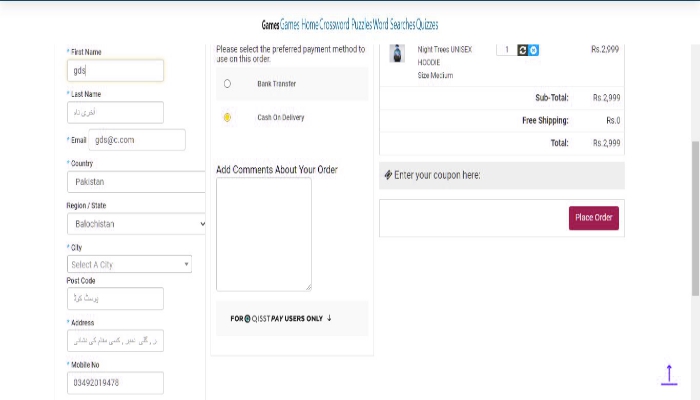 Games Games Home Crossword Puzzles Word Searches Quizzes
* First Name
gds
* Last Name
آخری نام
* Email gds@c.com
* Country
Pakistan
Region / State
Balochistan
* City
Select A City
Post Code
پوسٹ کوڈ
* Address
* Mobile No
03492019478
Please select the preferred payment method to
use on this order.
Bank Transfer
Cash On Delivery
Add Comments About Your Order
FOR QISSTPAY USERS ONLY ↓
Night Trees UNISEX 1 Rs.2,999
HOODIE
Size Medium
Sub-Total: Rs.2,999
Free Shipping: Rs.0
Total: Rs.2,999
Enter your coupon here:
Place Order